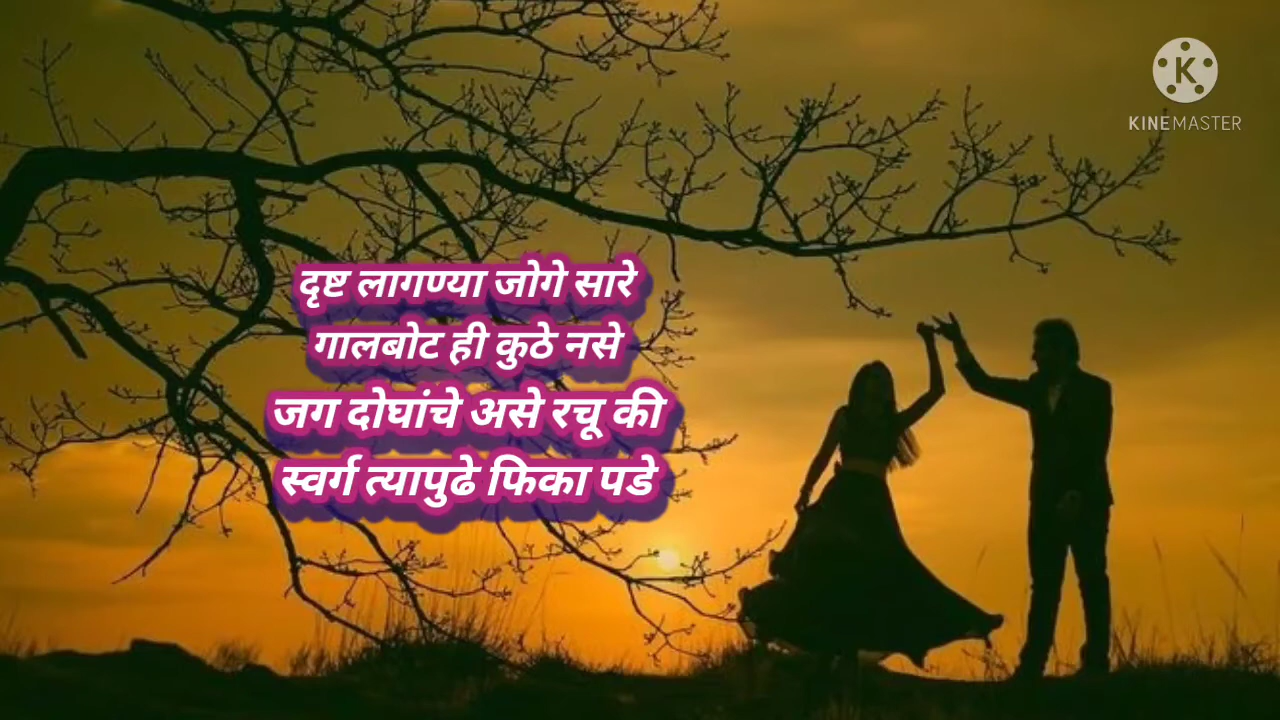 दृष्ट लागण्या जोगे सारे
गालबोट ही कुठे नसे
जग दोघांचे असे रचू की
स्वर्ग त्यापुढे फिका पडे
K
KINEMASTER